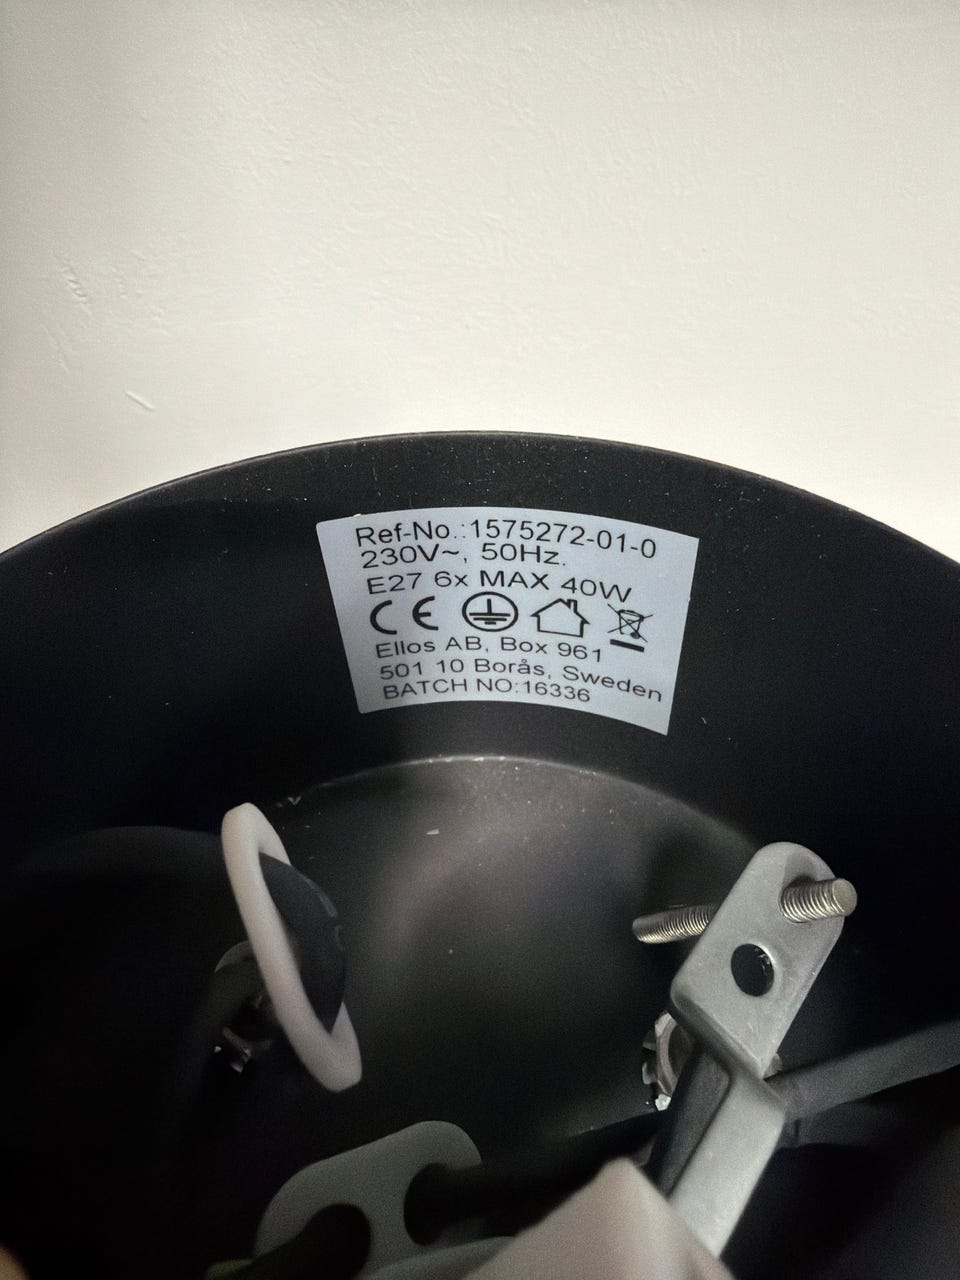 Ref-No.:1575272-01-0
230V~, 50Hz.
E27 6x MAX 40W
CE
Ellos AB, Box 961
501 10 Borås, Sweden
BATCH NO:16336